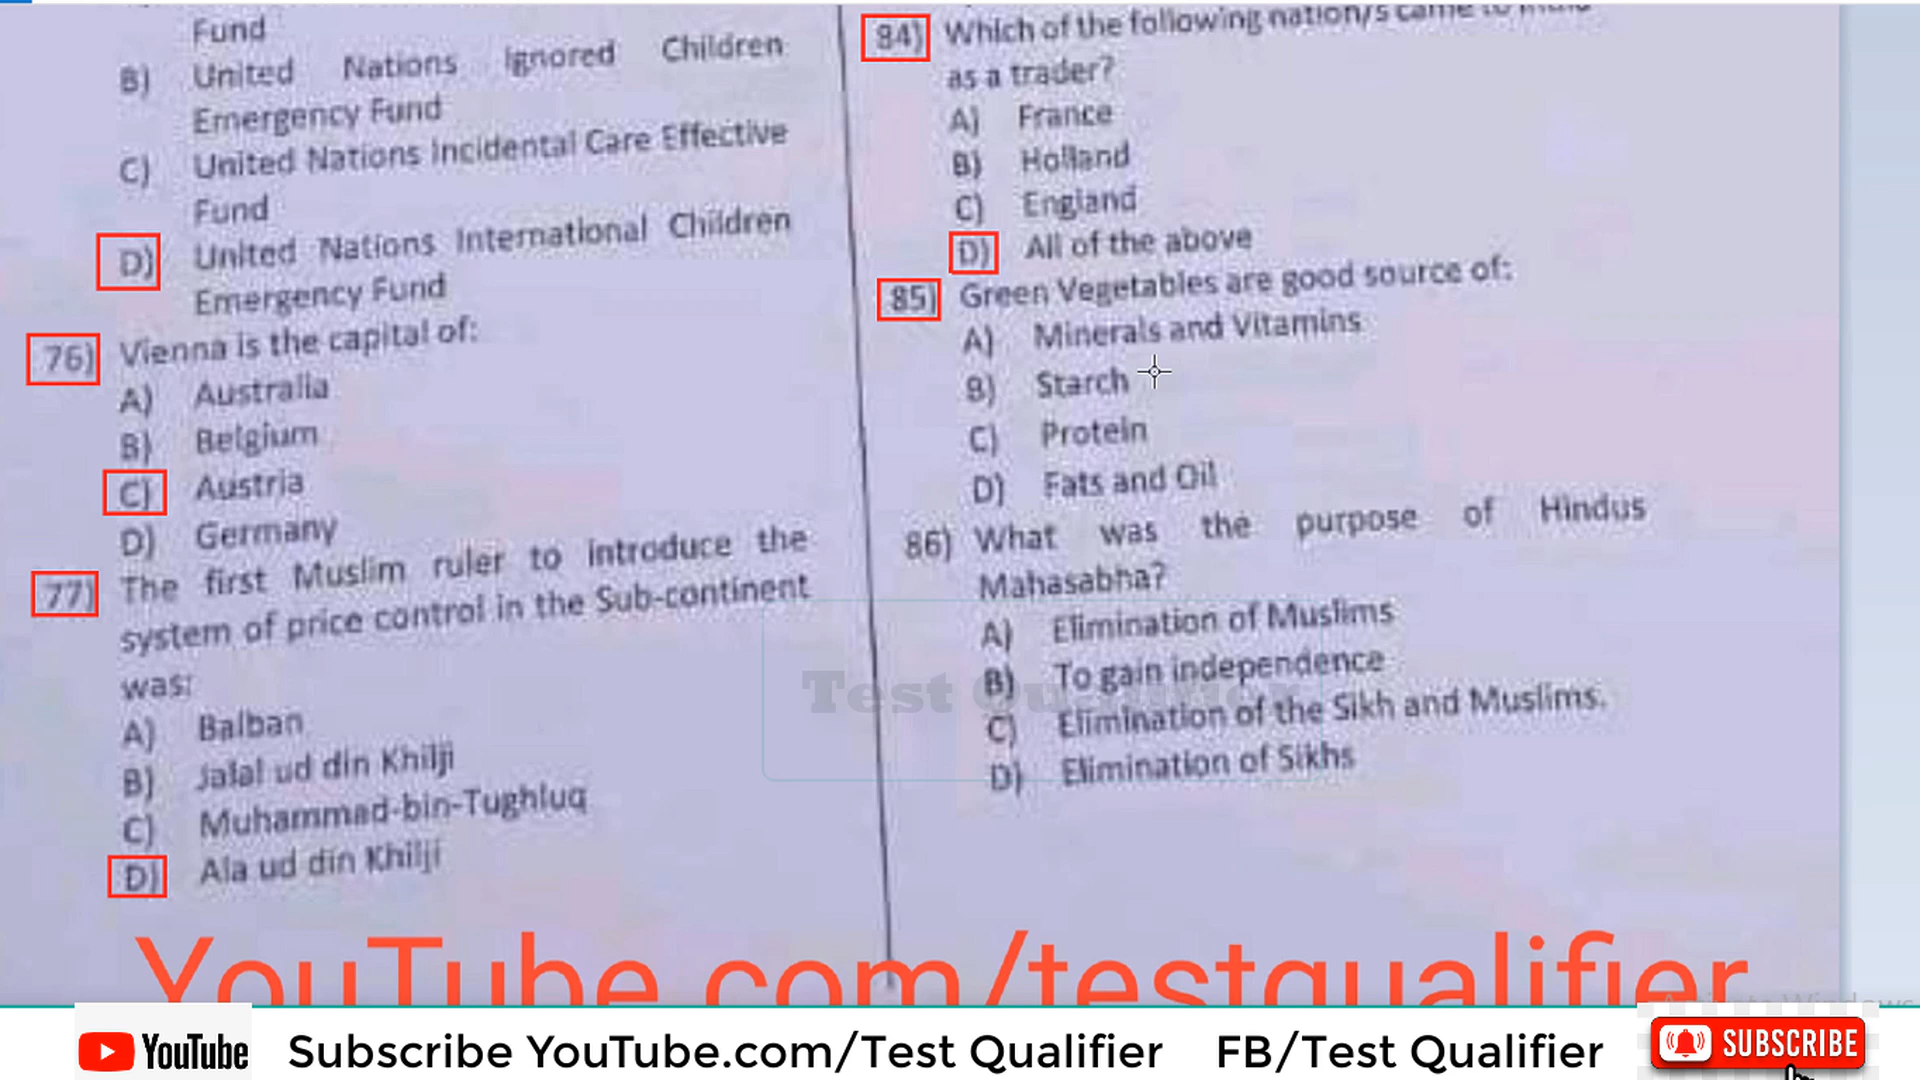 Fund
B) United Nations Ignored Children
Emergency Fund
C) United Nations Incidental Care Effective
Fund
D) United Nations International Children
Emergency Fund
76) Vienna is the capital of:
A) Australia
B) Belgium
C) Austria
D) Germany
77) The first Muslim ruler to introduce the
system of price control in the Sub-continent
was:
A) Balban
B) Jalal ud din Khilji
C) Muhammad-bin-Tughluq
D) Ala ud din Khilji
84) Which of the following nation/s came to India
as a trader?
A) France
B) Holland
C) England
D) All of the above
85) Green Vegetables are good source of:
A) Minerals and Vitamins
B) Starch
C) Protein
D) Fats and Oil
86) What was the purpose of Hindus
Mahasabha?
A) Elimination of Muslims
B) To gain independence
C) Elimination of the Sikh and Muslims.
D) Elimination of Sikhs
Test Qualifier
YouTube.com/testqualifier
YouTube Subscribe YouTube.com/Test Qualifier FB/Test Qualifier SUBSCRIBE